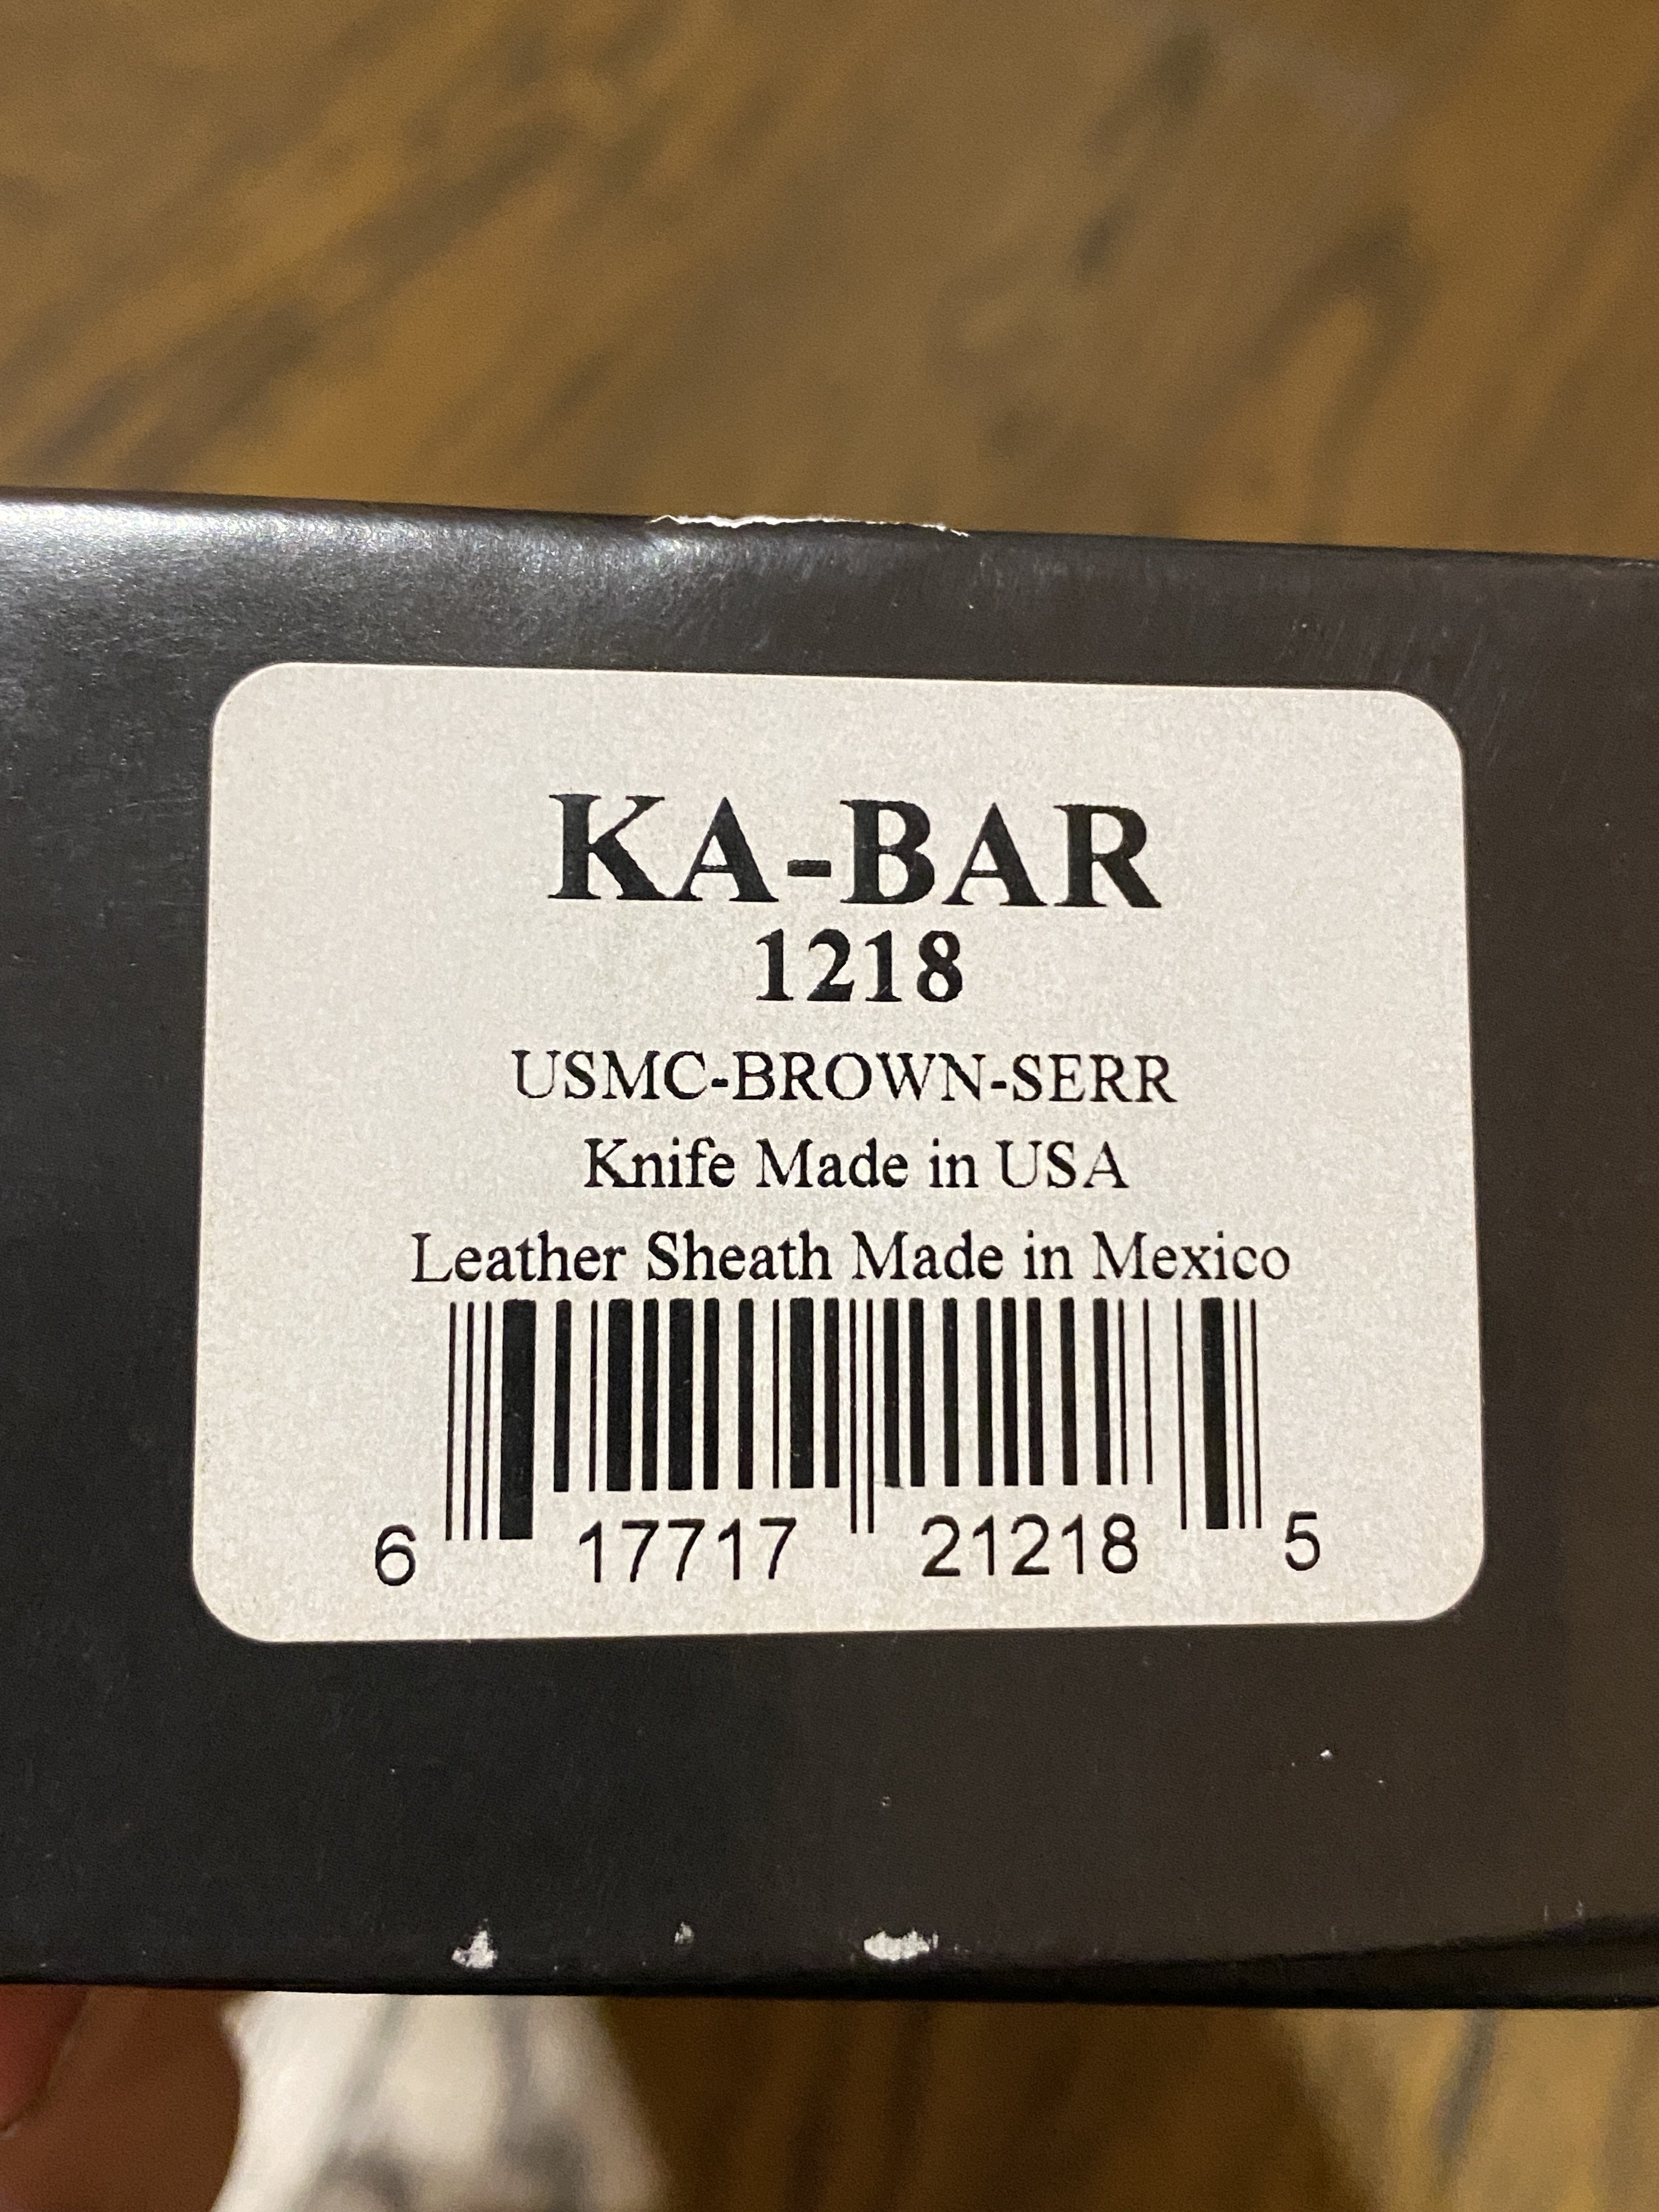 KA-BAR
1218
USMC-BROWN-SERR
Knife Made in USA
Leather Sheath Made in Mexico
6 17717 21218 5